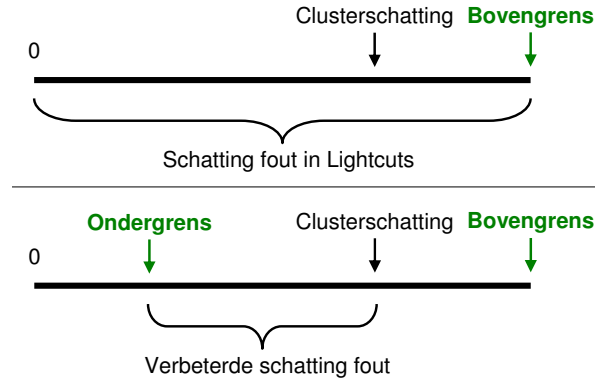 Clusterschatting Bovengrens
0
Schatting fout in Lightcuts
Ondergrens Clusterschatting Bovengrens
0
Verbeterde schatting fout